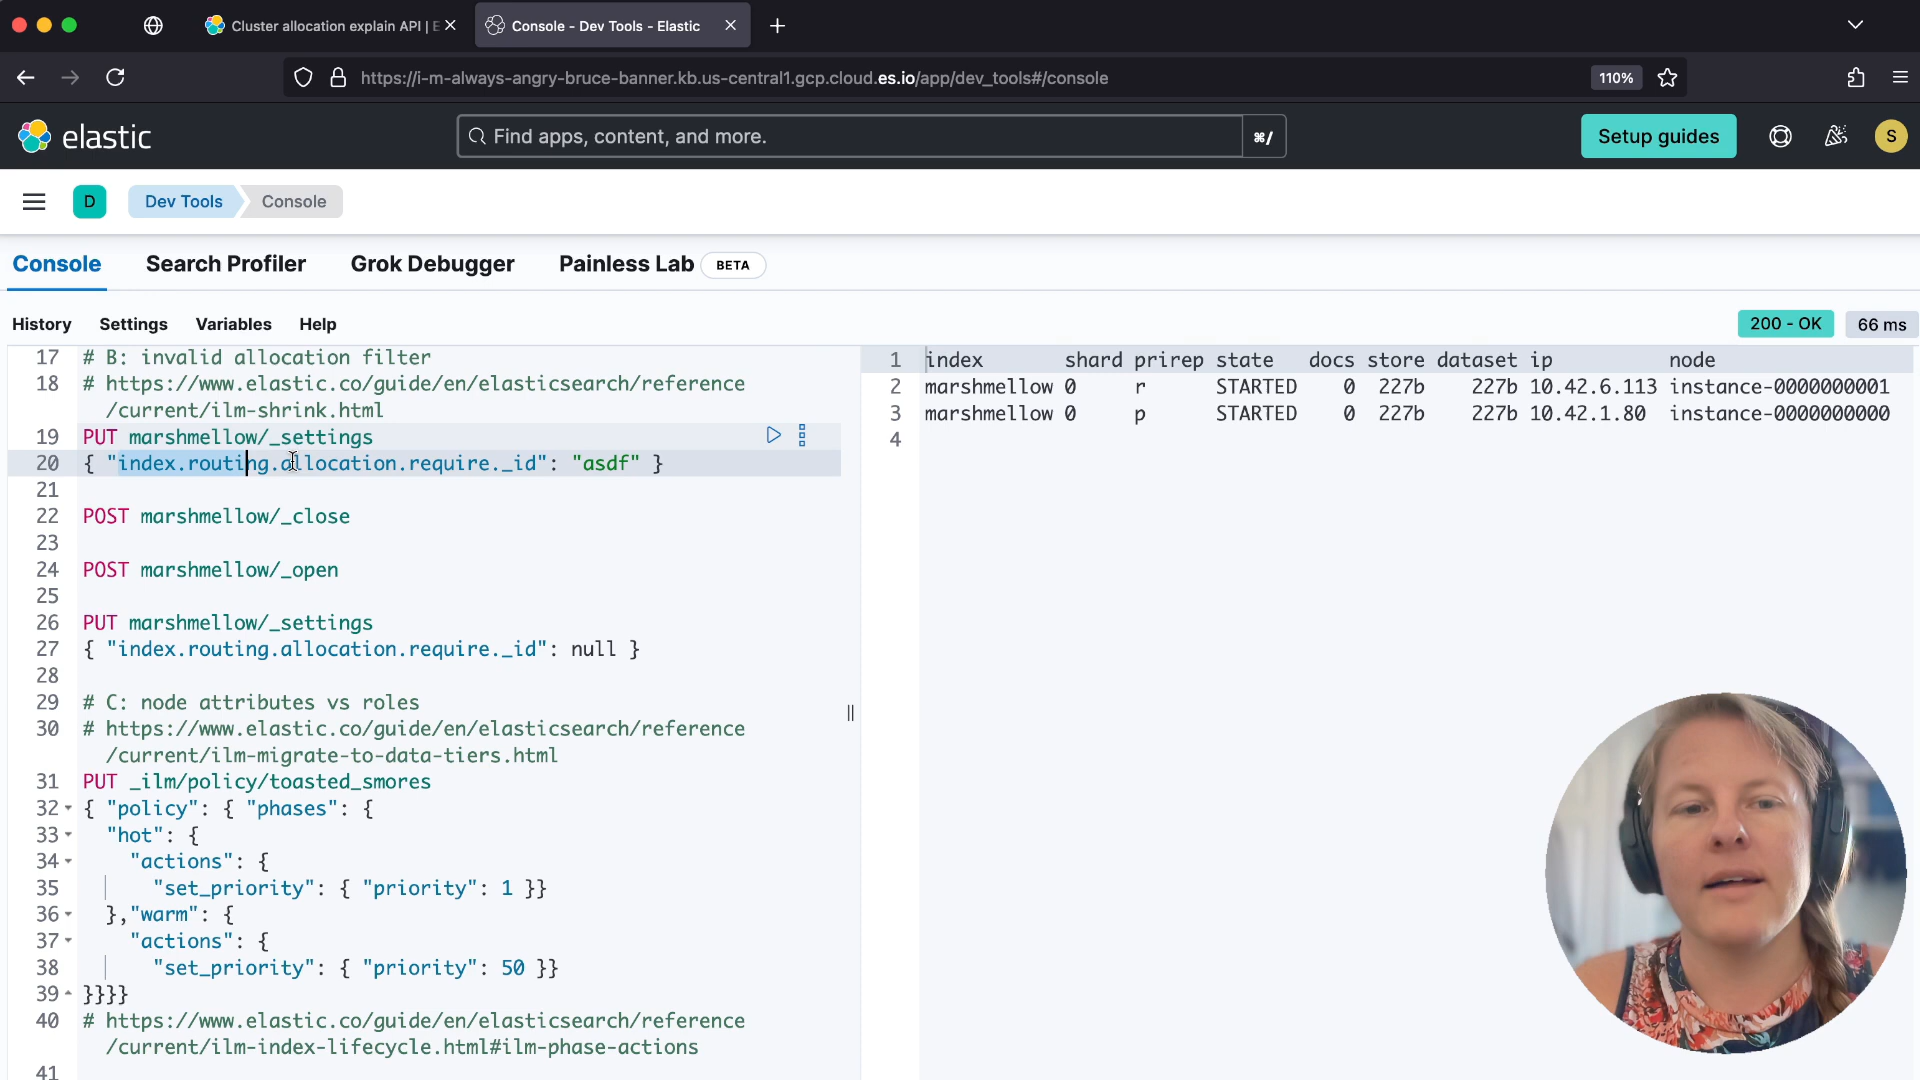 Cluster allocation explain API | E
Console - Dev Tools - Elastic
https://i-m-always-angry-bruce-banner.kb.us-central1.gcp.cloud.es.io/app/dev_tools#/console
110%
elastic
Find apps, content, and more.
⌘/
Setup guides
S
D
Dev Tools
Console
Console
Search Profiler
Grok Debugger
Painless Lab
BETA
History
Settings
Variables
Help
200 - OK
66 ms
17 # B: invalid allocation filter
18 # https://www.elastic.co/guide/en/elasticsearch/reference
/current/ilm-shrink.html
19 PUT marshmellow/_settings
20 { "index.routing.allocation.require._id": "asdf" }
21
22 POST marshmellow/_close
23
24 POST marshmellow/_open
25
26 PUT marshmellow/_settings
27 { "index.routing.allocation.require._id": null }
28
29 # C: node attributes vs roles
30 # https://www.elastic.co/guide/en/elasticsearch/reference
/current/ilm-migrate-to-data-tiers.html
31 PUT _ilm/policy/toasted_smores
32 { "policy": { "phases": {
33 "hot": {
34 "actions": {
35 "set_priority": { "priority": 1 }}
36 },"warm": {
37 "actions": {
38 "set_priority": { "priority": 50 }}
39 }}}}
40 # https://www.elastic.co/guide/en/elasticsearch/reference
/current/ilm-index-lifecycle.html#ilm-phase-actions
41
1 index shard prirep state docs store dataset ip node
2 marshmellow 0 r STARTED 0 227b 227b 10.42.6.113 instance-0000000001
3 marshmellow 0 p STARTED 0 227b 227b 10.42.1.80 instance-0000000000
4